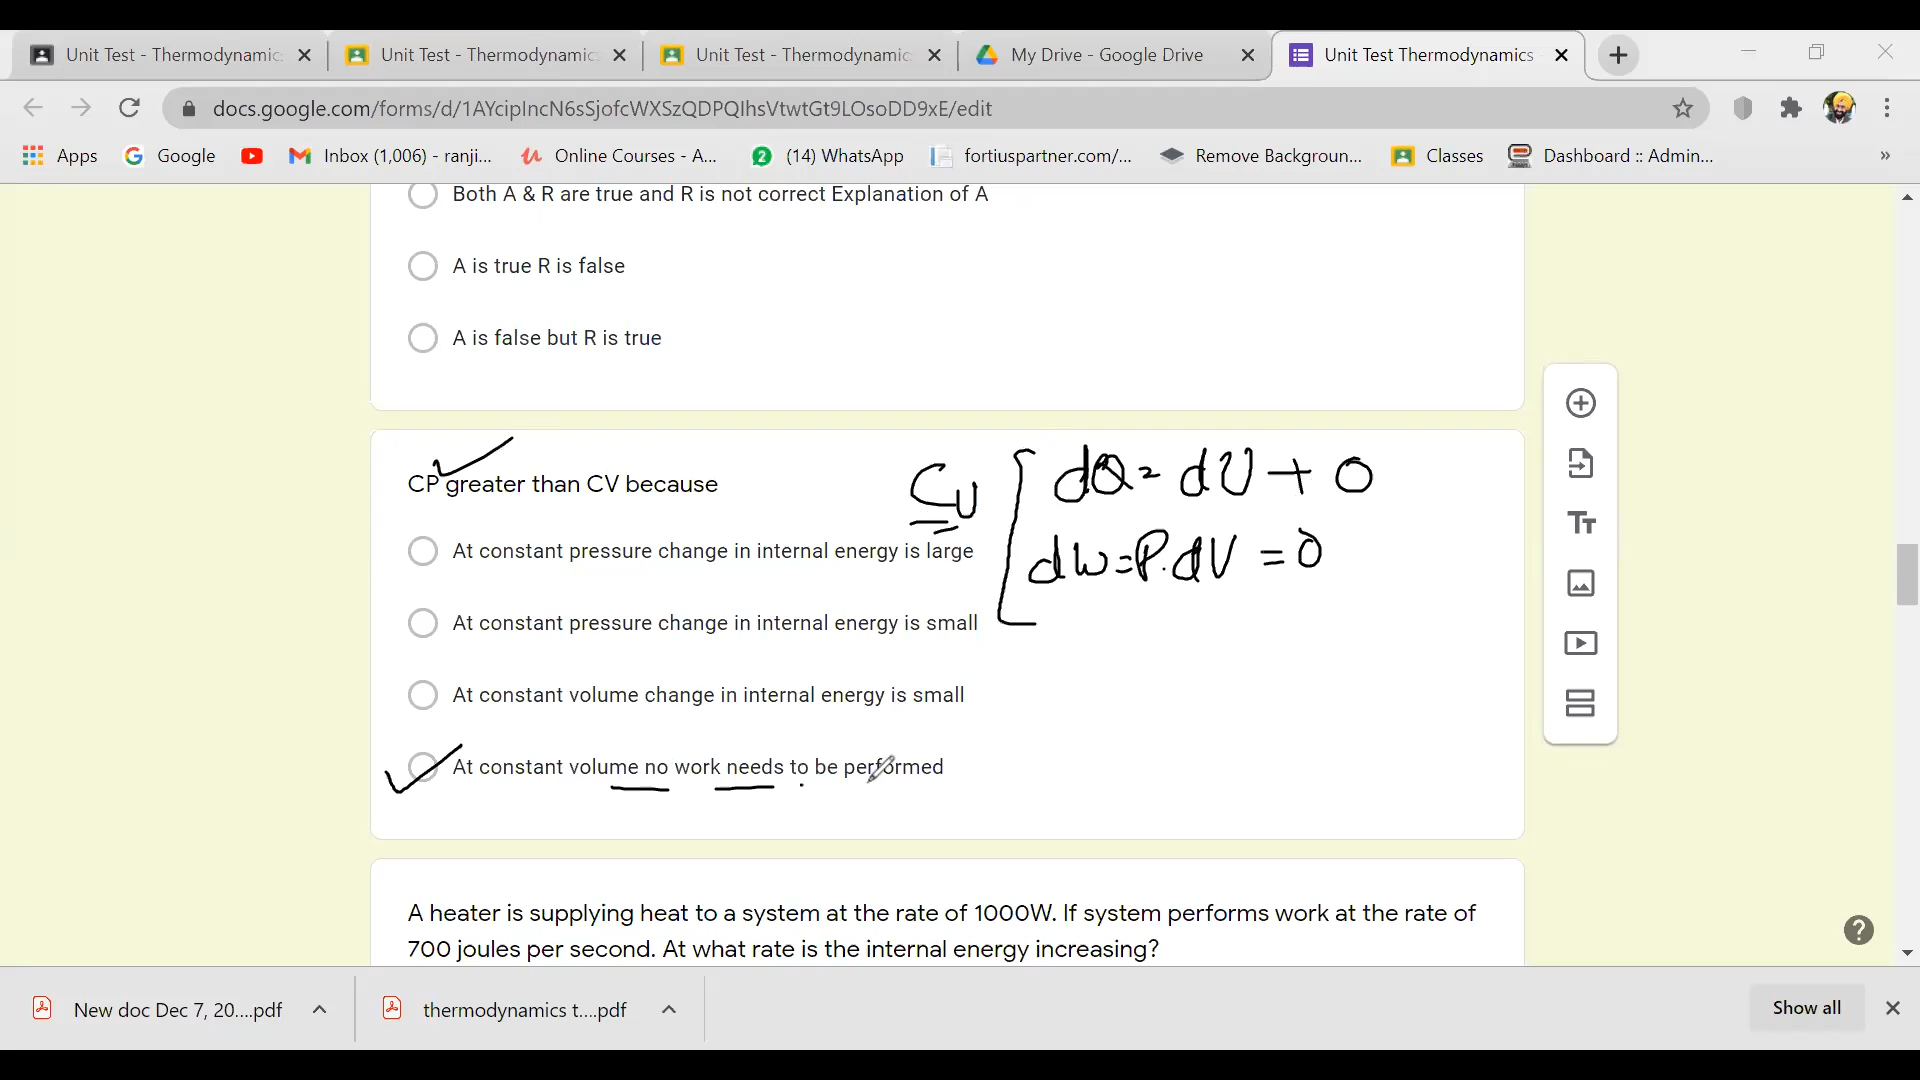 Unit Test - Thermodynamic
Unit Test - Thermodynamic
Unit Test - Thermodynamic
My Drive - Google Drive
Unit Test Thermodynamics
docs.google.com/forms/d/1AYcipIncN6sSjofcWXSzQDPQIhsVtwtGt9LOsoDD9xE/edit
Apps
Google
Inbox (1,006) - ranji...
Online Courses - A...
2
(14) WhatsApp
fortiuspartner.com/...
Remove Backgroun...
Classes
Dashboard :: Admin...
»
Both A & R are true and R is not correct Explanation of A
A is true R is false
A is false but R is true
CP greater than CV because
At constant pressure change in internal energy is large
At constant pressure change in internal energy is small
At constant volume change in internal energy is small
At constant volume no work needs to be performed
Cv
dQ = dU + 0
dw = P.dV = 0
Tт
A heater is supplying heat to a system at the rate of 1000W. If system performs work at the rate of
700 joules per second. At what rate is the internal energy increasing?
New doc Dec 7, 20....pdf
thermodynamics t....pdf
Show all